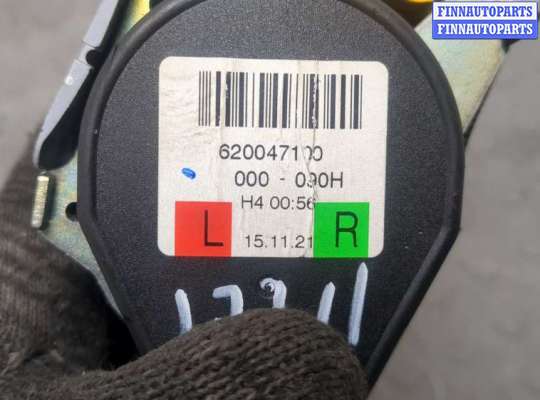 FINNAUTOPARTS
FINNAUTOPARTS
620047100
000 - 090H
H4 00:56
L
15.11.21
R